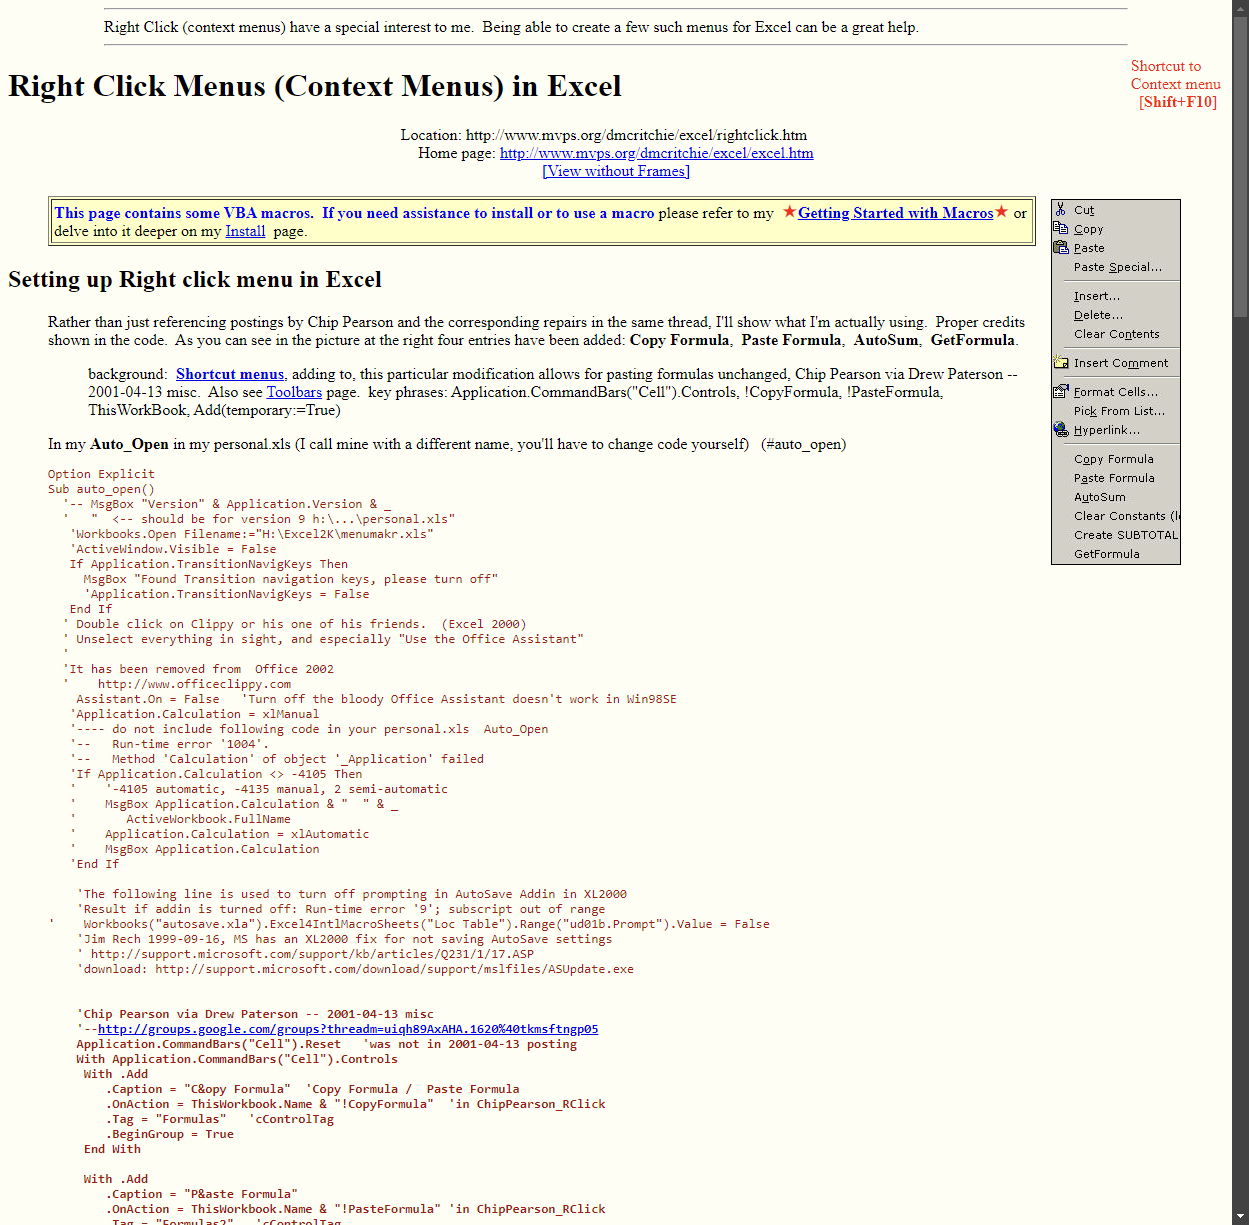 Right Click (context menus) have a special interest to me.  Being able to create a few such menus for Excel can be a great help.
Shortcut to
Context menu
[Shift+F10]
Right Click Menus (Context Menus) in Excel
Location: http://www.mvps.org/dmcritchie/excel/rightclick.htm
Home page: http://www.mvps.org/dmcritchie/excel/excel.htm
[View without Frames]
This page contains some VBA macros.  If you need assistance to install or to use a macro please refer to my  ★Getting Started with Macros★ or
delve into it deeper on my Install  page.
Cut
Copy
Paste
Paste Special...
Insert...
Delete...
Clear Contents
Insert Comment
Format Cells...
Pick From List...
Hyperlink...
Copy Formula
Paste Formula
AutoSum
Clear Constants (l
Create SUBTOTAL
GetFormula
Setting up Right click menu in Excel
Rather than just referencing postings by Chip Pearson and the corresponding repairs in the same thread, I'll show what I'm actually using.  Proper credits
shown in the code.  As you can see in the picture at the right four entries have been added: Copy Formula,  Paste Formula,  AutoSum,  GetFormula.
background:  Shortcut menus, adding to, this particular modification allows for pasting formulas unchanged, Chip Pearson via Drew Paterson --
2001-04-13 misc.  Also see Toolbars page.  key phrases: Application.CommandBars("Cell").Controls, !CopyFormula, !PasteFormula,
ThisWorkBook, Add(temporary:=True)
In my Auto_Open in my personal.xls (I call mine with a different name, you'll have to change code yourself)   (#auto_open)
Option Explicit
Sub auto_open()
  '-- MsgBox "Version" & Application.Version & _
  '   "  <-- should be for version 9 h:\...\personal.xls"
   'Workbooks.Open Filename:="H:\Excel2K\menumakr.xls"
   'ActiveWindow.Visible = False
   If Application.TransitionNavigKeys Then
     MsgBox "Found Transition navigation keys, please turn off"
     'Application.TransitionNavigKeys = False
   End If
  ' Double click on Clippy or his one of his friends.  (Excel 2000)
  ' Unselect everything in sight, and especially "Use the Office Assistant"
  '
  'It has been removed from  Office 2002
  '    http://www.officeclippy.com
    Assistant.On = False   'Turn off the bloody Office Assistant doesn't work in Win98SE
   'Application.Calculation = xlManual
   '---- do not include following code in your personal.xls  Auto_Open
   '--   Run-time error '1004'.
   '--   Method 'Calculation' of object '_Application' failed
   'If Application.Calculation <> -4105 Then
   '    '-4105 automatic, -4135 manual, 2 semi-automatic
   '    MsgBox Application.Calculation & "  " & _
   '       ActiveWorkbook.FullName
   '    Application.Calculation = xlAutomatic
   '    MsgBox Application.Calculation
   'End If
    'The following line is used to turn off prompting in AutoSave Addin in XL2000
    'Result if addin is turned off: Run-time error '9'; subscript out of range
'    Workbooks("autosave.xla").Excel4IntlMacroSheets("Loc Table").Range("ud01b.Prompt").Value = False
    'Jim Rech 1999-09-16, MS has an XL2000 fix for not saving AutoSave settings
    ' http://support.microsoft.com/support/kb/articles/Q231/1/17.ASP
    'download: http://support.microsoft.com/download/support/mslfiles/ASUpdate.exe
    'Chip Pearson via Drew Paterson -- 2001-04-13 misc
    '--http://groups.google.com/groups?threadm=uiqh89AxAHA.1620%40tkmsftngp05
    Application.CommandBars("Cell").Reset   'was not in 2001-04-13 posting
    With Application.CommandBars("Cell").Controls
     With .Add
        .Caption = "C&opy Formula"  'Copy Formula /  Paste Formula
        .OnAction = ThisWorkbook.Name & "!CopyFormula"  'in ChipPearson_RClick
        .Tag = "Formulas"   'cControlTag
        .BeginGroup = True
     End With
     With .Add
        .Caption = "P&aste Formula"
        .OnAction = ThisWorkbook.Name & "!PasteFormula" 'in ChipPearson_RClick
        .Tag = "Formulas2"   'cControlTag